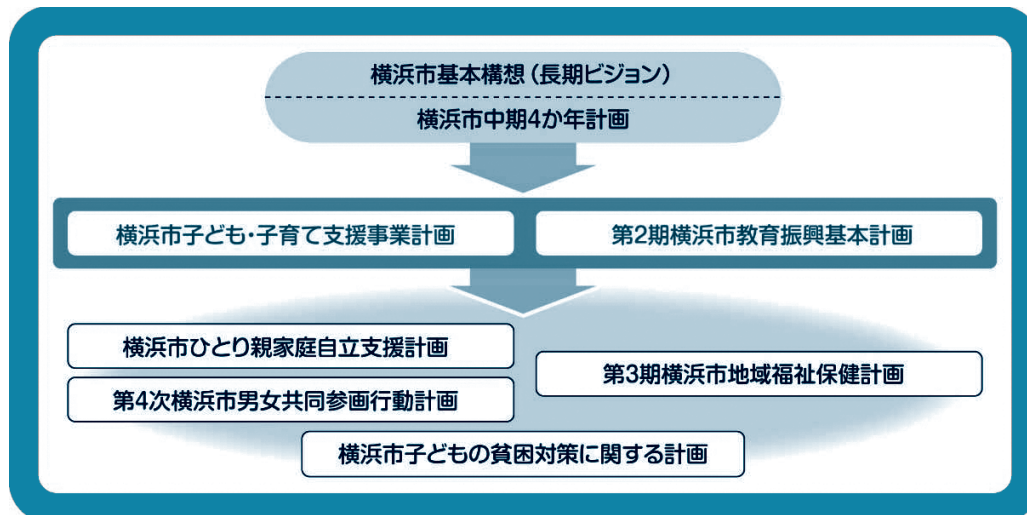 横浜市基本構想（長期ビジョン）
横浜市中期4か年計画
横浜市子ども・子育て支援事業計画
第2期横浜市教育振興基本計画
横浜市ひとり親家庭自立支援計画
第3期横浜市地域福祉保健計画
第4次横浜市男女共同参画行動計画
横浜市子どもの貧困対策に関する計画